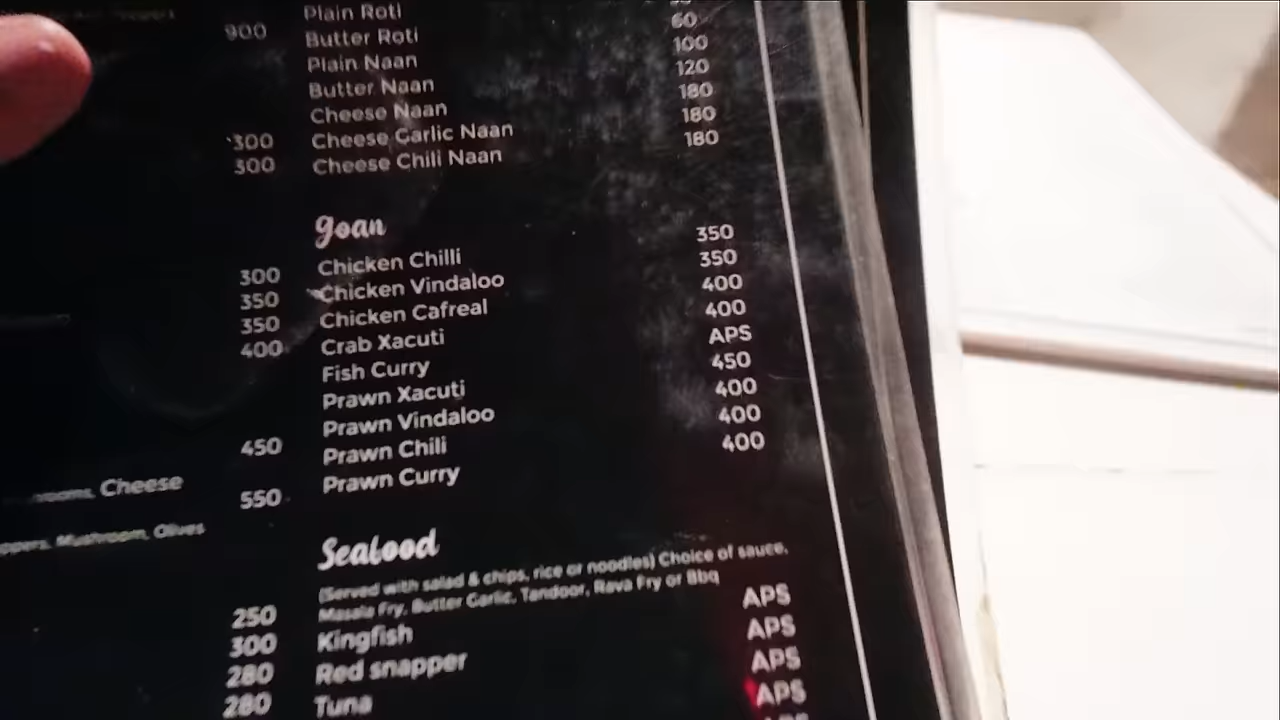 900
300
300
300
350
350
400
450
Cheese
550
Mushroom, Olives
250
300
280
280
Plain Roti
Butter Roti 60
Plain Naan 100
Butter Naan 120
Cheese Naan 180
Cheese Garlic Naan 180
Cheese Chili Naan 180
Goan
Chicken Chilli 350
Chicken Vindaloo 350
Chicken Cafreal 400
Crab Xacuti 400
Fish Curry APS
Prawn Xacuti 450
Prawn Vindaloo 400
Prawn Chili 400
Prawn Curry 400
Seafood
(Served with salad & chips, rice or noodles) Choice of sauce,
Masala Fry, Butter Garlic, Tandoor, Rava Fry or Bbq
Kingfish APS
Red snapper APS
Tuna APS
APS